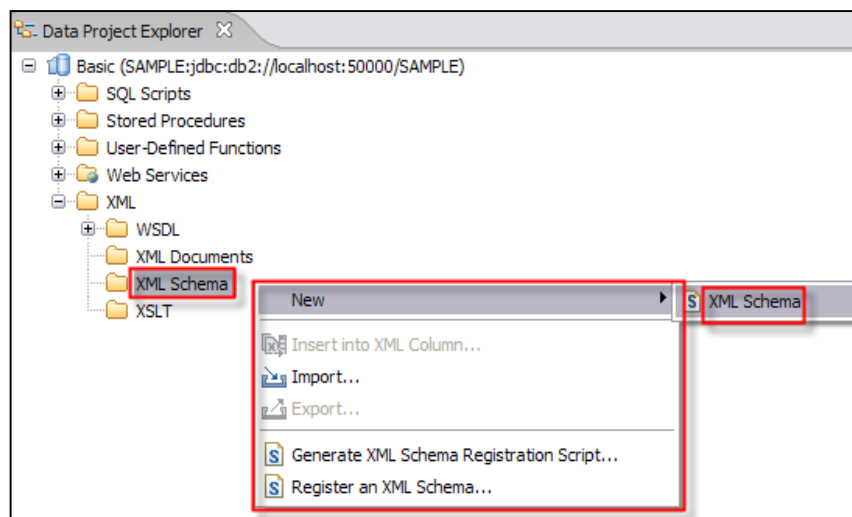 Data Project Explorer
Basic (SAMPLE:jdbc:db2://localhost:50000/SAMPLE)
SQL Scripts
Stored Procedures
User-Defined Functions
Web Services
XML
WSDL
XML Documents
XML Schema
XSLT
New
XML Schema
Insert into XML Column...
Import...
Export...
Generate XML Schema Registration Script...
Register an XML Schema...